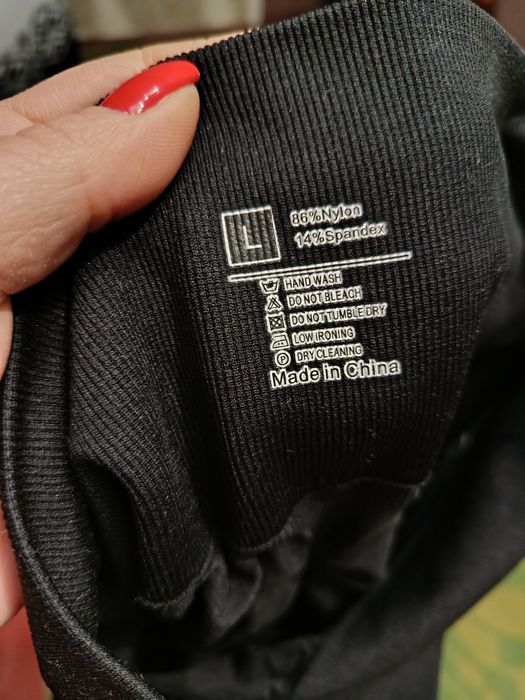 L
86%Nylon
14%Spandex
HAND WASH
DO NOT BLEACH
DO NOT TUMBLE DRY
LOW IRONING
P DRY CLEANING
Made in China